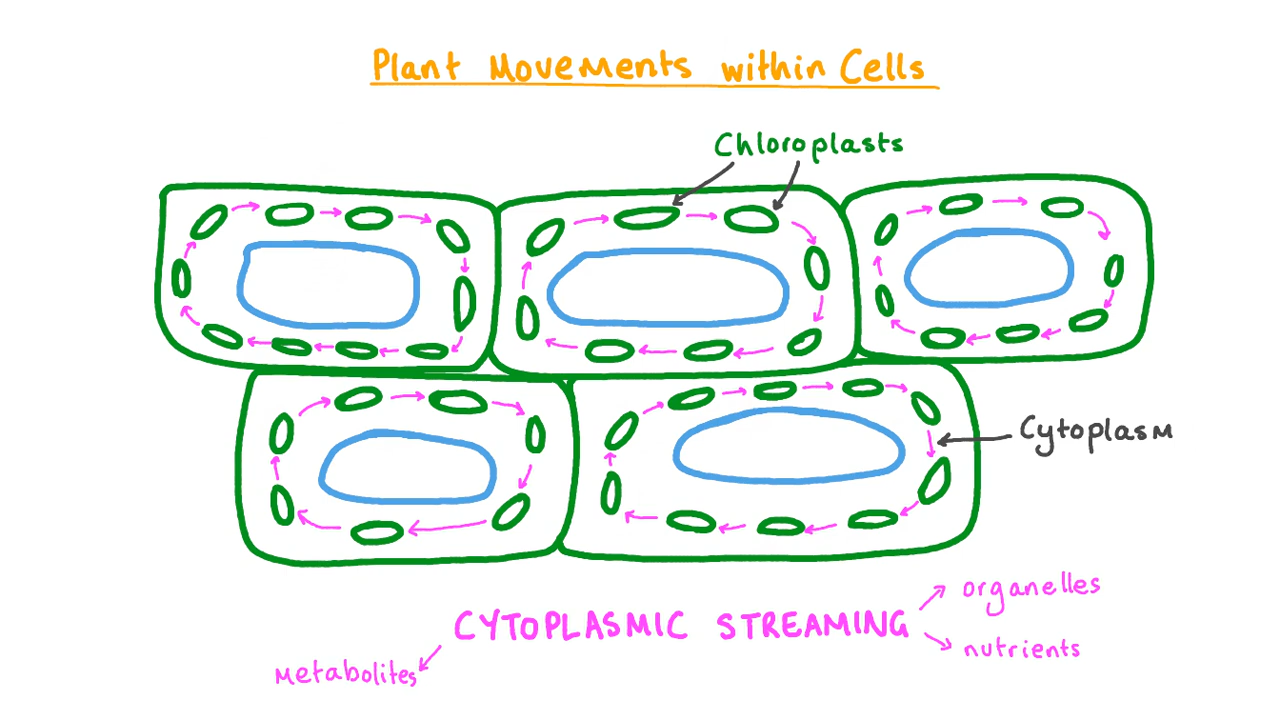 Plant Movements within Cells
Chloroplasts
Cytoplasm
CYTOPLASMIC STREAMING
organelles
nutrients
Metabolites